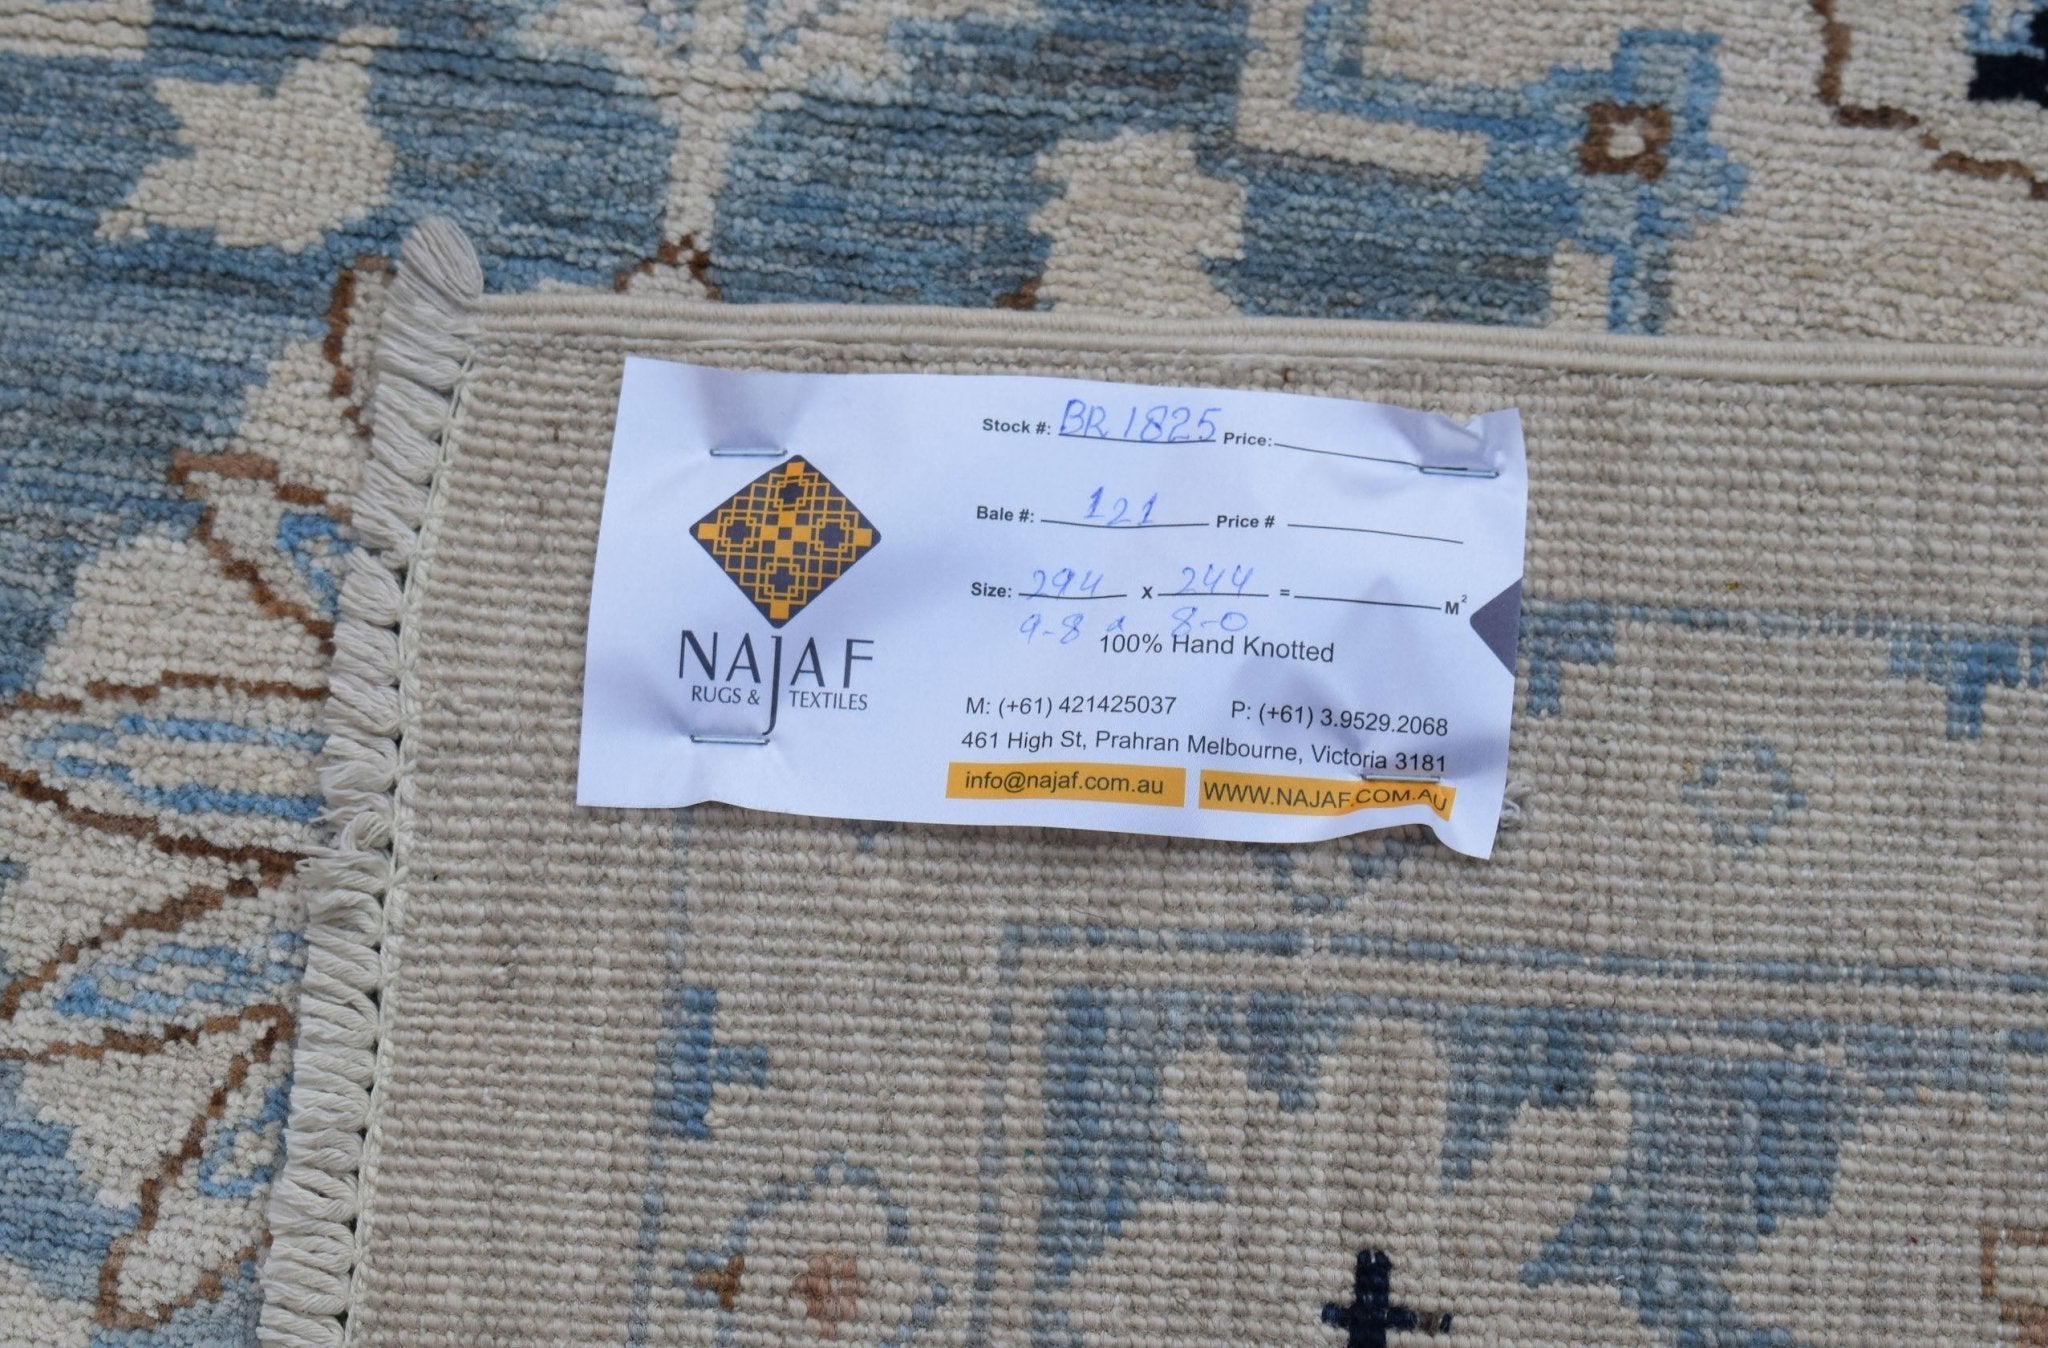 Stock #: BR 1825 Price:
Bale #: 121 Price #
Size: 294 x 244 = M²
9-8 x 8-0
100% Hand Knotted
NAJAF
RUGS & TEXTILES
M: (+61) 421425037 P: (+61) 3.9529.2068
461 High St, Prahran Melbourne, Victoria 3181
info@najaf.com.au WWW.NAJAF.COM.AU